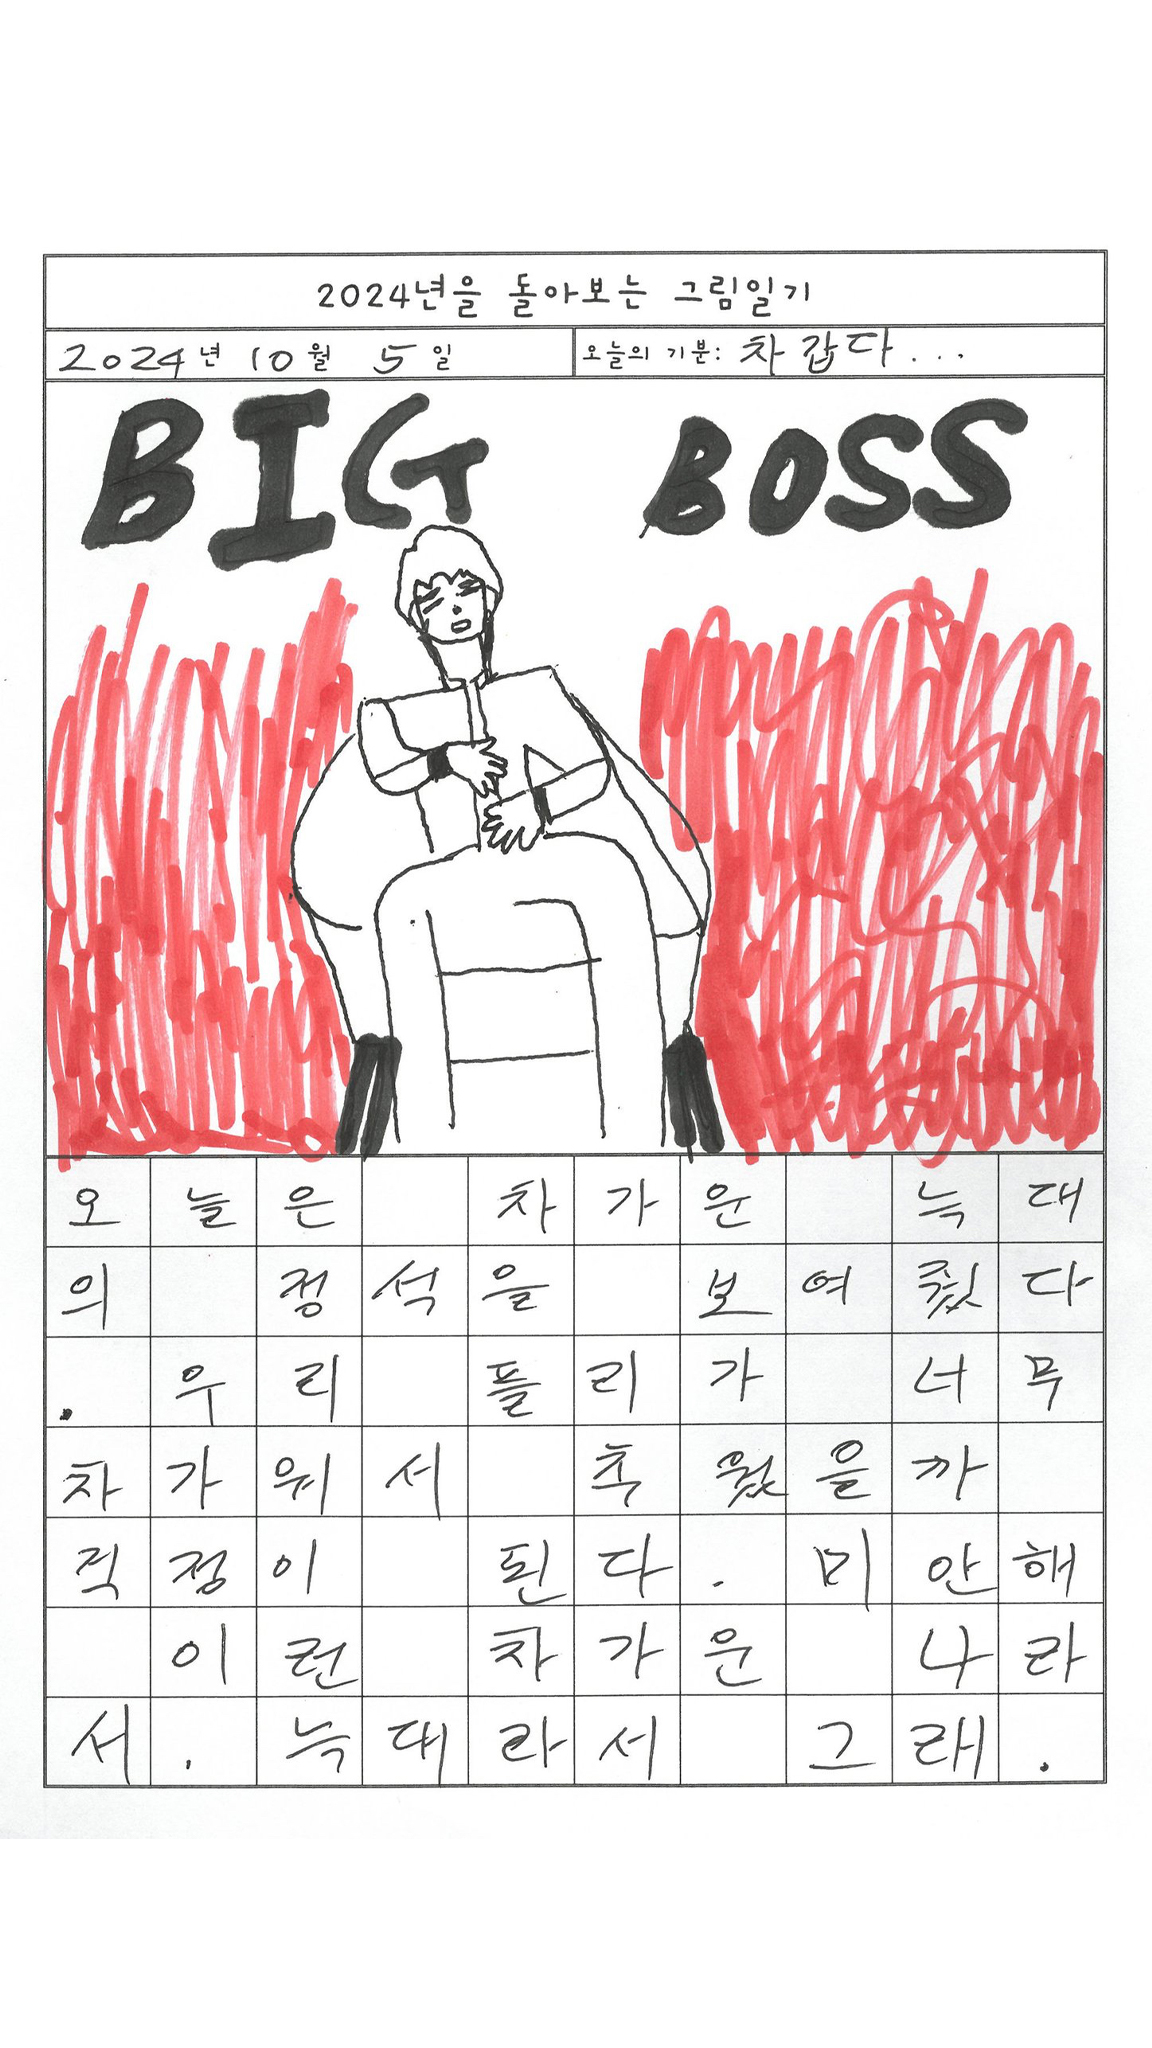 2024년을 돌아보는 그림일기
2024년 10월 5일 오늘의 기분: 차갑다...
BIG BOSS
오늘은 차가운 늑대
의 정석을 보여줬다
. 우리 플리가 너무
차가워서 추웠을까
걱정이 된다. 미안해
이런 차가운 나라
서. 늑대라서 그래.